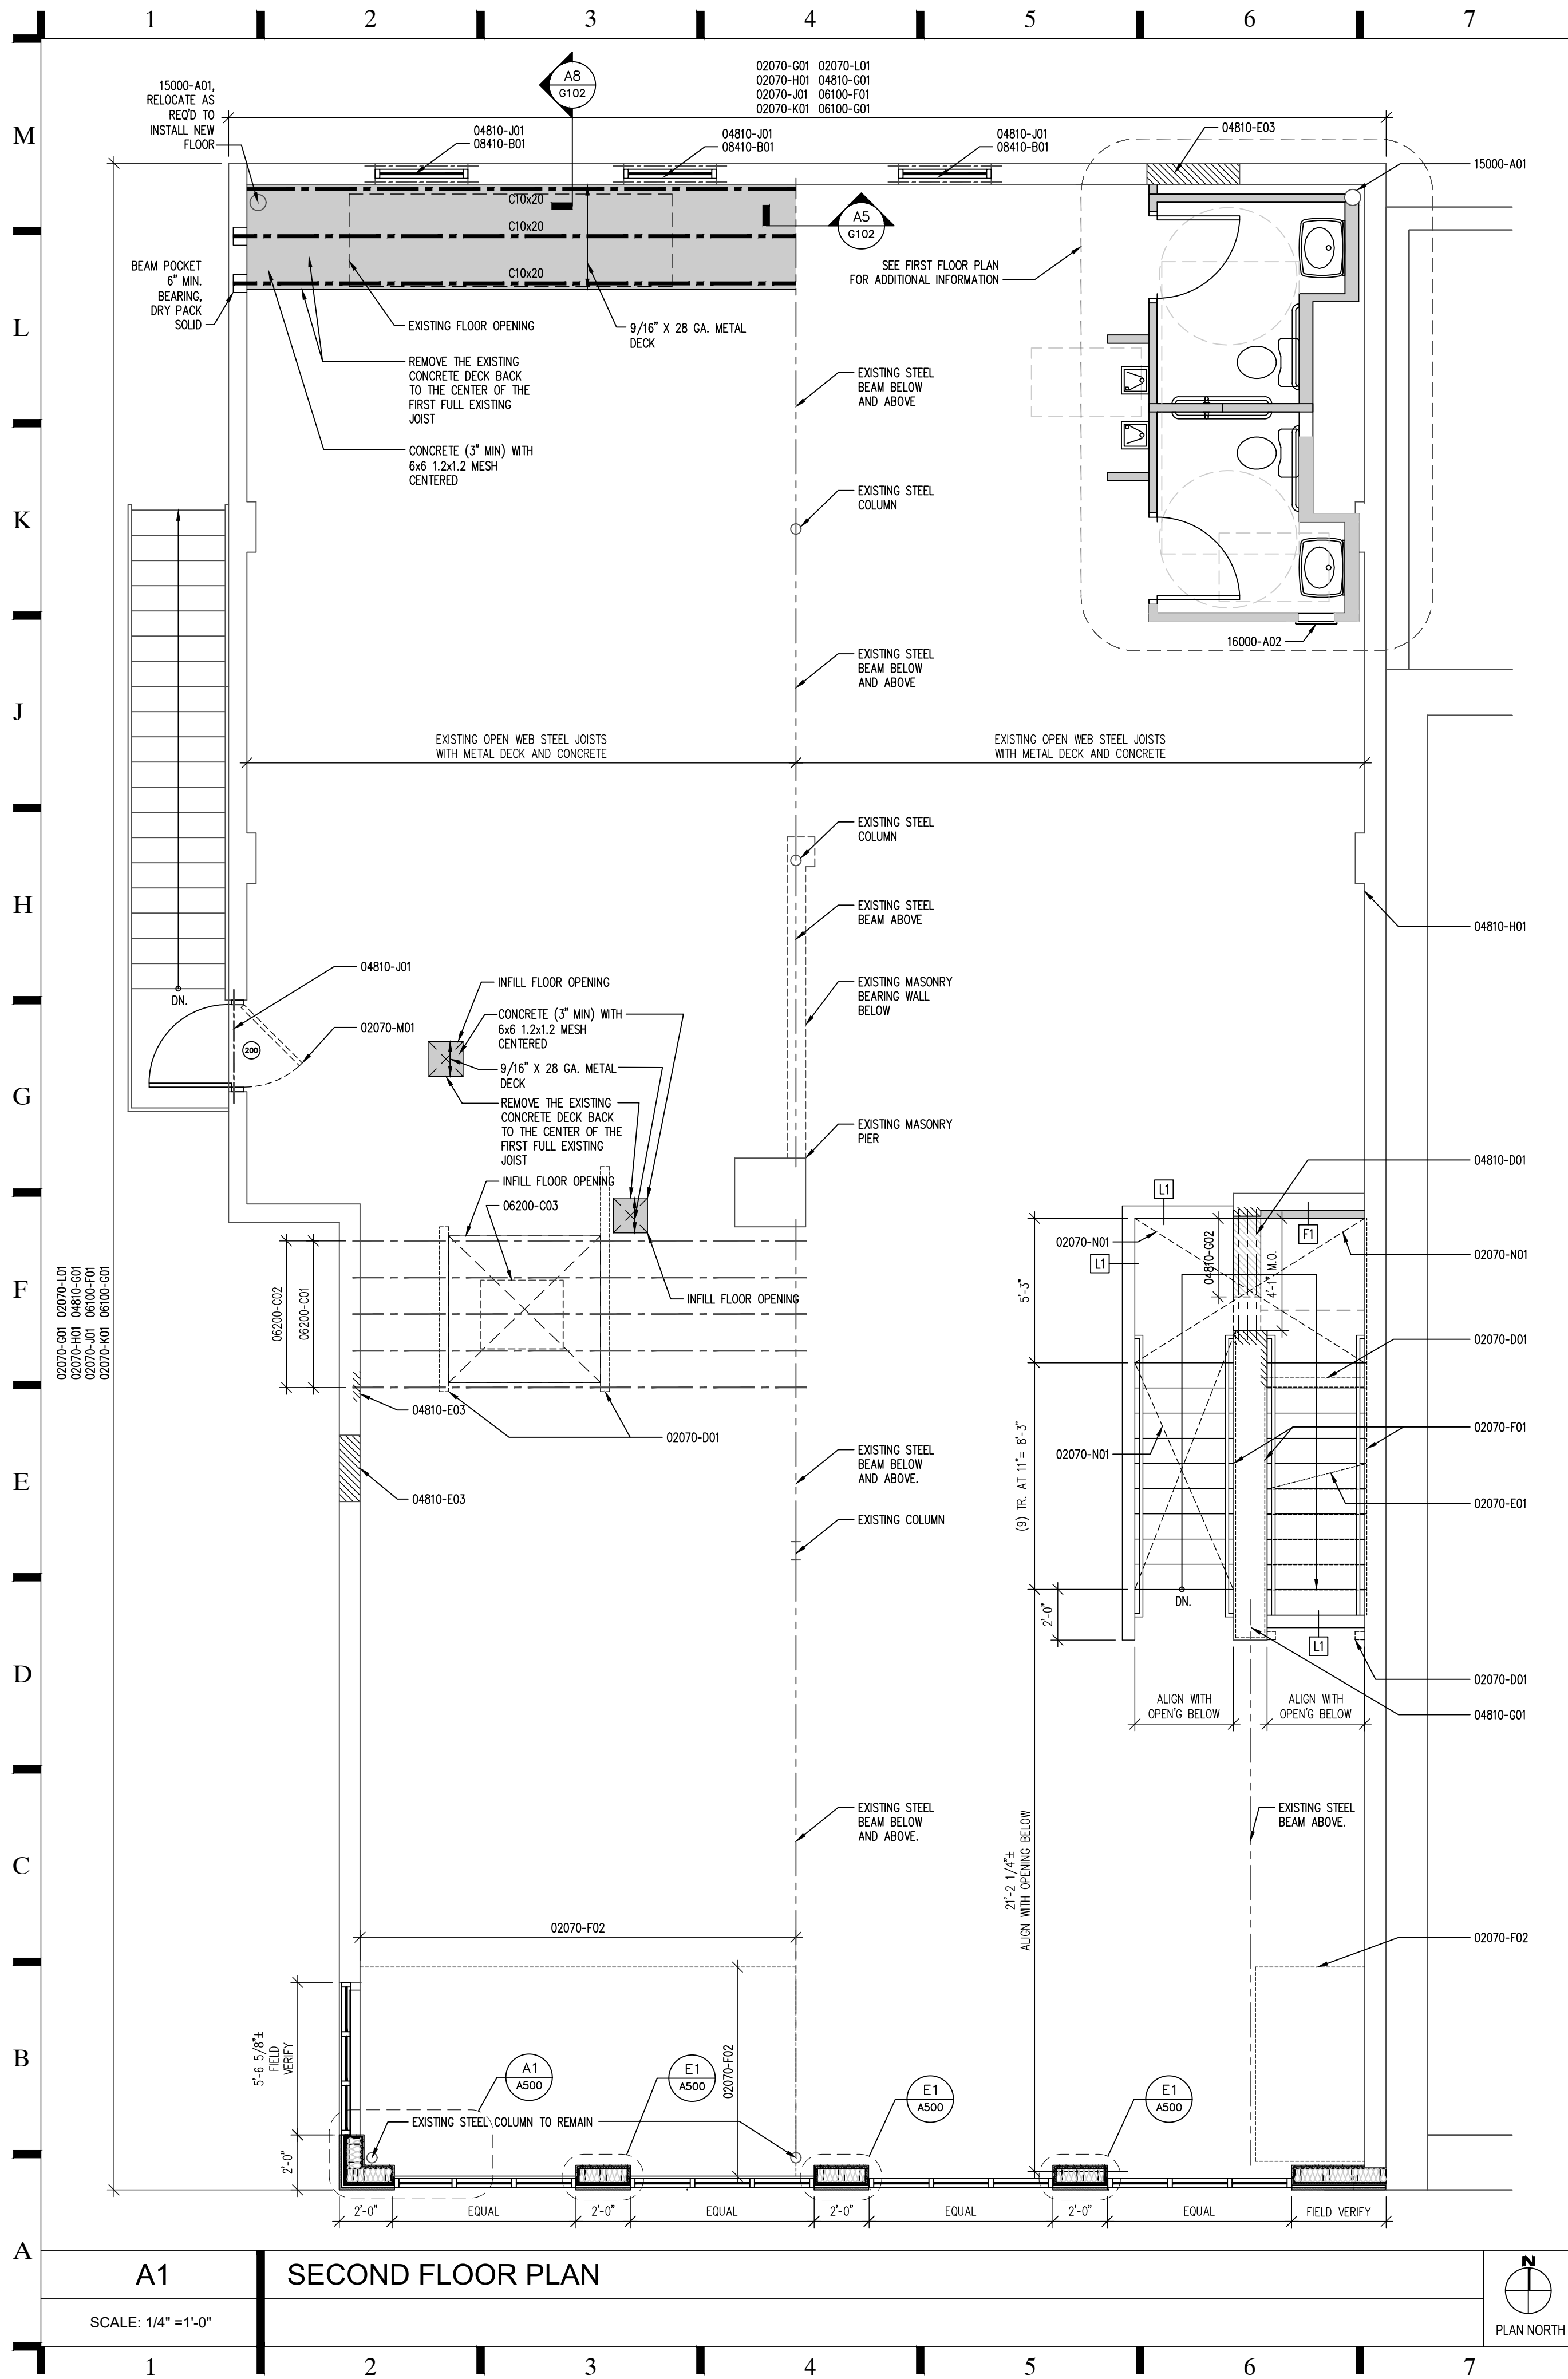 1 2 3 4 5 6 7
M
L
K
J
H
G
F
E
D
C
B
A
15000-A01,
RELOCATE AS
REQ'D TO
INSTALL NEW
FLOOR
A8
G102
02070-G01 02070-L01
02070-H01 04810-G01
02070-J01 06100-F01
02070-K01 06100-G01
04810-J01
08410-B01
04810-J01
08410-B01
04810-J01
08410-B01
04810-E03
15000-A01
C10x20
C10x20
C10x20
A5
G102
SEE FIRST FLOOR PLAN
FOR ADDITIONAL INFORMATION
BEAM POCKET
6" MIN.
BEARING,
DRY PACK
SOLID
EXISTING FLOOR OPENING
9/16" X 28 GA. METAL
DECK
REMOVE THE EXISTING
CONCRETE DECK BACK
TO THE CENTER OF THE
FIRST FULL EXISTING
JOIST
EXISTING STEEL
BEAM BELOW
AND ABOVE
CONCRETE (3" MIN) WITH
6x6 1.2x1.2 MESH
CENTERED
EXISTING STEEL
COLUMN
16000-A02
EXISTING STEEL
BEAM BELOW
AND ABOVE
EXISTING OPEN WEB STEEL JOISTS
WITH METAL DECK AND CONCRETE
EXISTING OPEN WEB STEEL JOISTS
WITH METAL DECK AND CONCRETE
EXISTING STEEL
COLUMN
EXISTING STEEL
BEAM ABOVE
04810-H01
04810-J01
DN.
02070-M01
200
INFILL FLOOR OPENING
CONCRETE (3" MIN) WITH
6x6 1.2x1.2 MESH
CENTERED
9/16" X 28 GA. METAL
DECK
REMOVE THE EXISTING
CONCRETE DECK BACK
TO THE CENTER OF THE
FIRST FULL EXISTING
JOIST
EXISTING MASONRY
BEARING WALL
BELOW
EXISTING MASONRY
PIER
INFILL FLOOR OPENING
06200-C03
INFILL FLOOR OPENING
04810-D01
L1
02070-N01
L1
04810-G02
4'-1" M.O.
F1
02070-N01
5'-3"
02070-G01 02070-L01
02070-H01 04810-G01
02070-J01 06100-F01
02070-K01 06100-G01
06200-C02
06200-C01
04810-E03
02070-D01
04810-E03
02070-D01
02070-F01
02070-N01
02070-E01
(9) TR. AT 11"= 8'-3"
EXISTING STEEL
BEAM BELOW
AND ABOVE.
EXISTING COLUMN
DN.
2'-0"
L1
02070-D01
04810-G01
ALIGN WITH
OPEN'G BELOW
ALIGN WITH
OPEN'G BELOW
EXISTING STEEL
BEAM BELOW
AND ABOVE.
EXISTING STEEL
BEAM ABOVE.
21'-2 1/4"±
ALIGN WITH OPENING BELOW
02070-F02
02070-F02
02070-F02
5'-6 5/8"±
FIELD
VERIFY
A1
A500
E1
A500
E1
A500
E1
A500
EXISTING STEEL COLUMN TO REMAIN
2'-0"
2'-0" EQUAL 2'-0" EQUAL 2'-0" EQUAL 2'-0" EQUAL FIELD VERIFY
A1
SECOND FLOOR PLAN
SCALE: 1/4" =1'-0"
N
PLAN NORTH
1 2 3 4 5 6 7